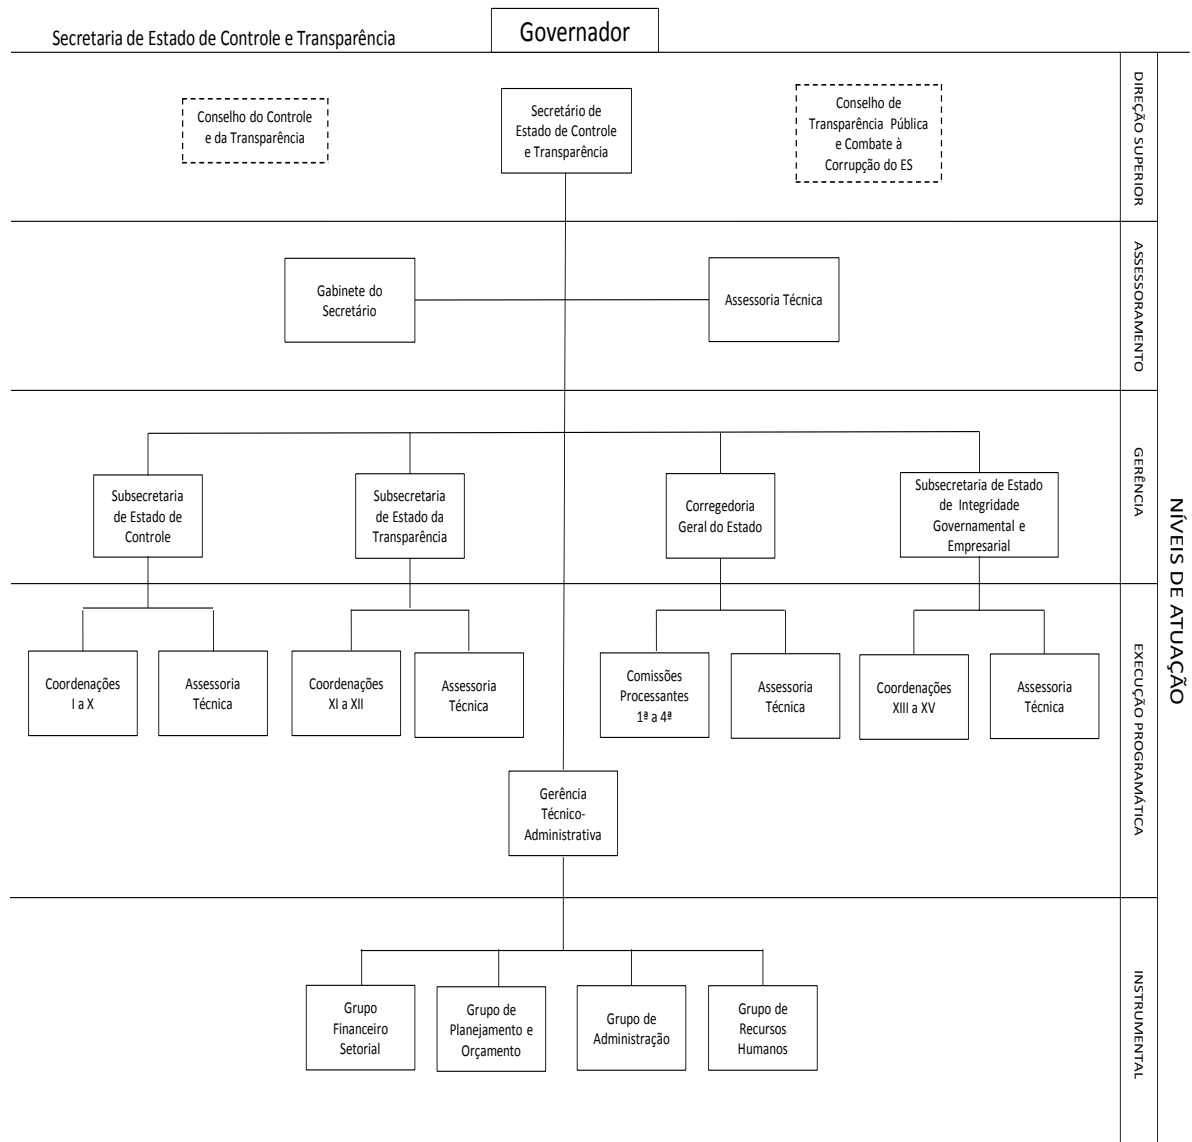 Secretaria de Estado de Controle e Transparência
Governador
DIREÇÃO SUPERIOR
Conselho do Controle
e da Transparência
Secretário de
Estado de Controle
e Transparência
Conselho de
Transparência Pública
e Combate à
Corrupção do ES
ASSESSORAMENTO
Gabinete do
Secretário
Assessoria Técnica
GERÊNCIA
Subsecretaria
de Estado de
Controle
Subsecretaria
de Estado da
Transparência
Corregedoria
Geral do Estado
Subsecretaria de Estado
de Integridade
Governamental e
Empresarial
NÍVEIS DE ATUAÇÃO
EXECUÇÃO PROGRAMÁTICA
Coordenações
I a X
Assessoria
Técnica
Coordenações
XI a XII
Assessoria
Técnica
Comissões
Processantes
1ª a 4ª
Assessoria
Técnica
Coordenações
XIII a XV
Assessoria
Técnica
Gerência
Técnico-
Administrativa
INSTRUMENTAL
Grupo
Financeiro
Setorial
Grupo de
Planejamento e
Orçamento
Grupo de
Administração
Grupo de
Recursos
Humanos